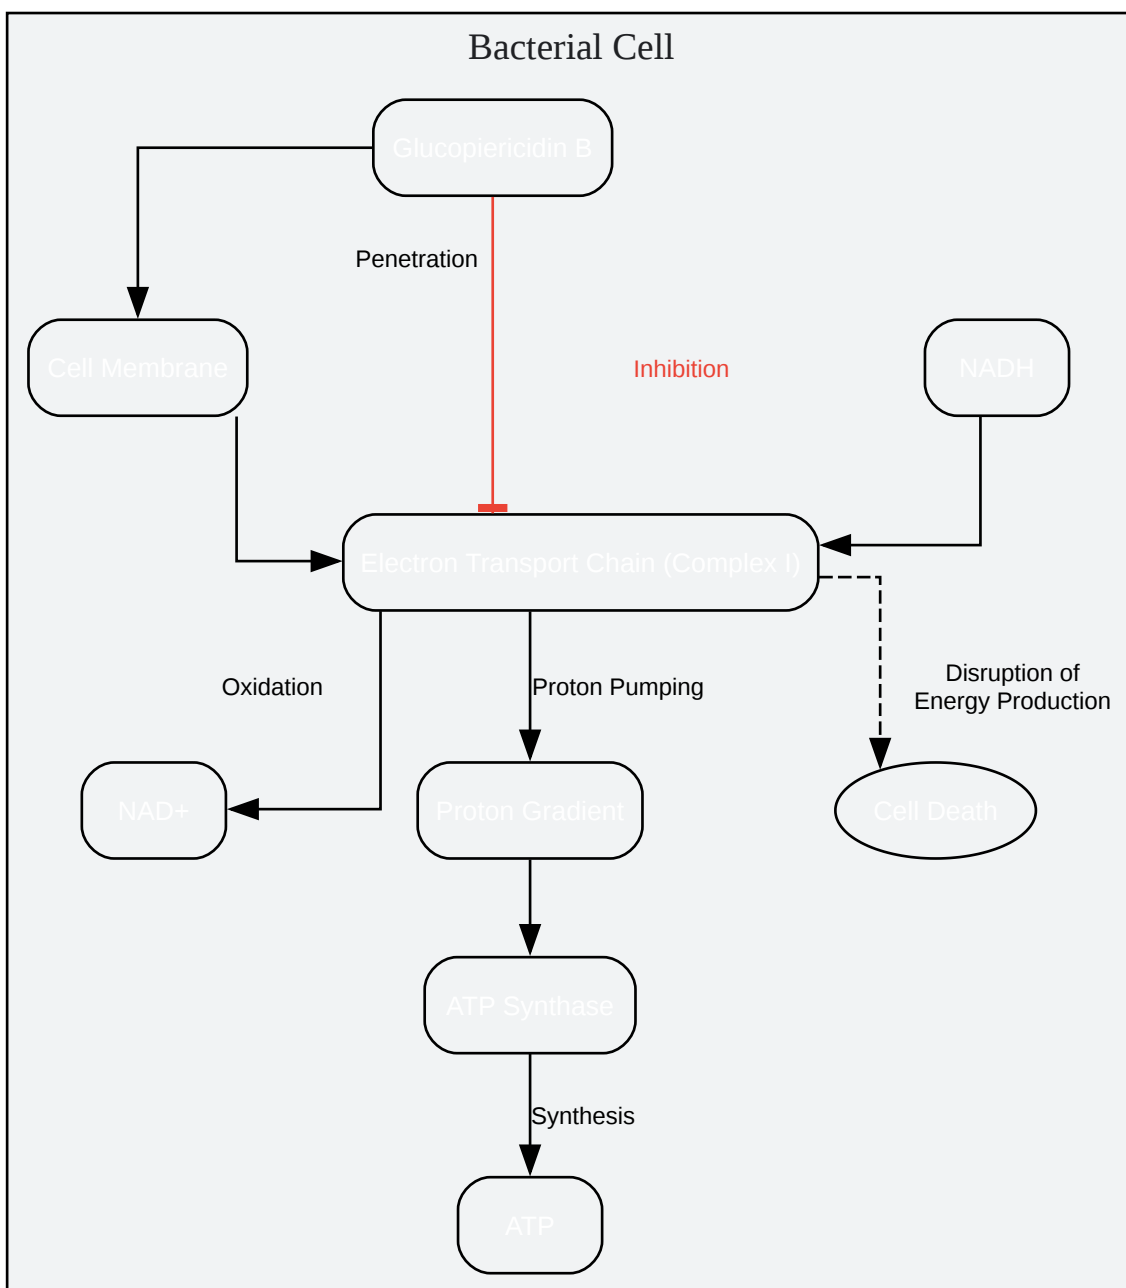 Bacterial Cell
Glucopiericidin B
Penetration
Cell Membrane
Inhibition
NADH
Electron Transport Chain (Complex I)
Oxidation
Proton Pumping
Disruption of
Energy Production
NAD+
Proton Gradient
Cell Death
ATP Synthase
Synthesis
ATP